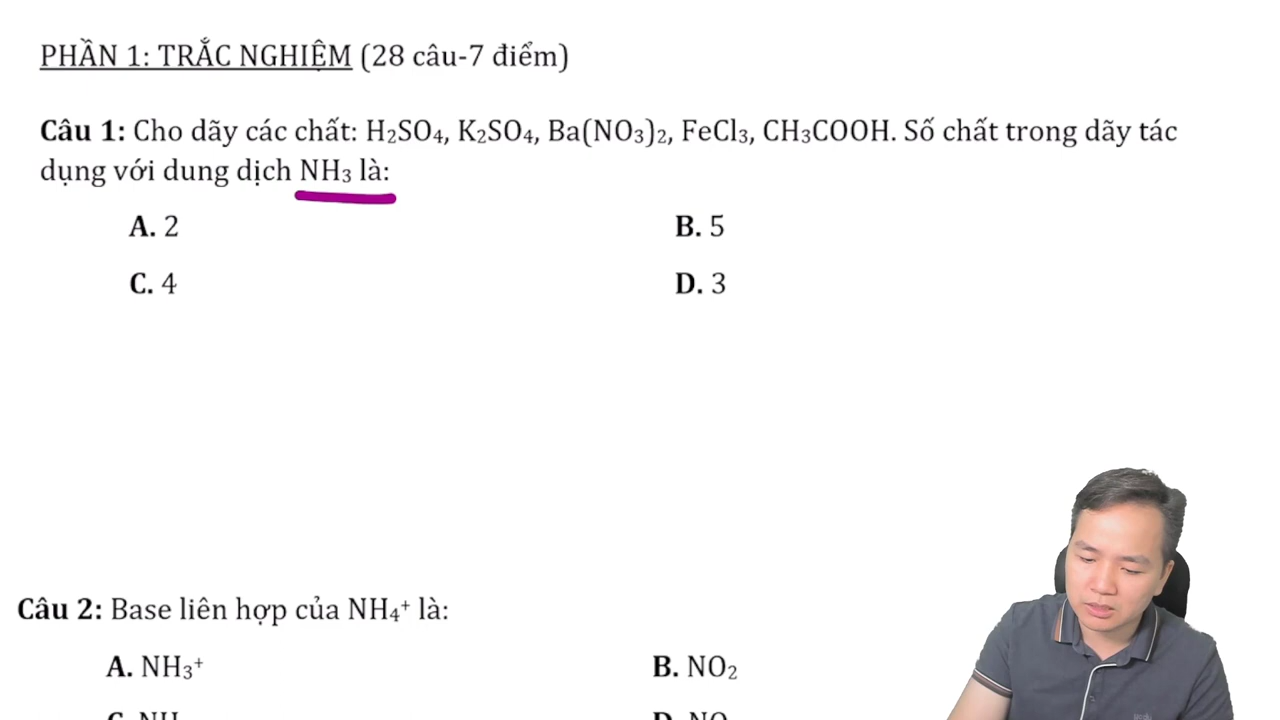 PHẦN 1: TRẮC NGHIỆM (28 câu-7 điểm)
Câu 1: Cho dãy các chất: H₂SO₄, K₂SO₄, Ba(NO₃)₂, FeCl₃, CH₃COOH. Số chất trong dãy tác
dụng với dung dịch NH₃ là:
A. 2 B. 5
C. 4 D. 3
Câu 2: Base liên hợp của NH₄⁺ là:
A. NH₃⁺ B. NO₂